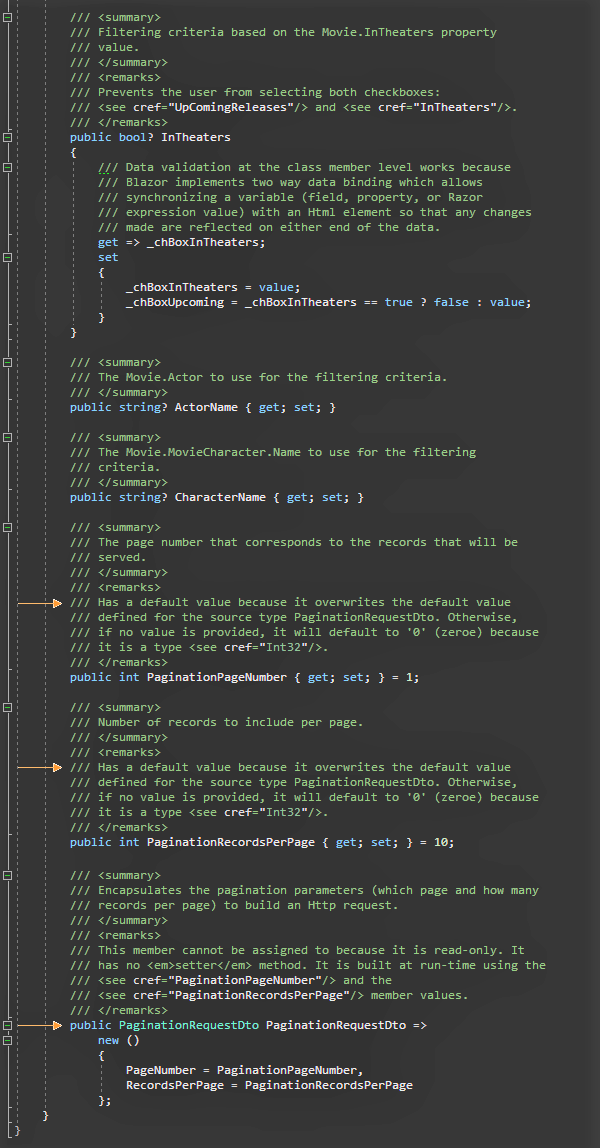 /// <summary>
/// Filtering criteria based on the Movie.InTheaters property
/// value.
/// </summary>
/// <remarks>
/// Prevents the user from selecting both checkboxes:
/// <see cref="UpComingReleases"/> and <see cref="InTheaters"/>.
/// </remarks>
public bool? InTheaters
{
/// Data validation at the class member level works because
/// Blazor implements two way data binding which allows
/// synchronizing a variable (field, property, or Razor
/// expression value) with an Html element so that any changes
/// made are reflected on either end of the data.
get => _chBoxInTheaters;
set
{
_chBoxInTheaters = value;
_chBoxUpcoming = _chBoxInTheaters == true ? false : value;
}
}
/// <summary>
/// The Movie.Actor to use for the filtering criteria.
/// </summary>
public string? ActorName { get; set; }
/// <summary>
/// The Movie.MovieCharacter.Name to use for the filtering
/// criteria.
/// </summary>
public string? CharacterName { get; set; }
/// <summary>
/// The page number that corresponds to the records that will be
/// served.
/// </summary>
/// <remarks>
/// Has a default value because it overwrites the default value
/// defined for the source type PaginationRequestDto. Otherwise,
/// if no value is provided, it will default to '0' (zeroe) because
/// it is a type <see cref="Int32"/>.
/// </remarks>
public int PaginationPageNumber { get; set; } = 1;
/// <summary>
/// Number of records to include per page.
/// </summary>
/// <remarks>
/// Has a default value because it overwrites the default value
/// defined for the source type PaginationRequestDto. Otherwise,
/// if no value is provided, it will default to '0' (zeroe) because
/// it is a type <see cref="Int32"/>.
/// </remarks>
public int PaginationRecordsPerPage { get; set; } = 10;
/// <summary>
/// Encapsulates the pagination parameters (which page and how many
/// records per page) to build an Http request.
/// </summary>
/// <remarks>
/// This member cannot be assigned to because it is read-only. It
/// has no <em>setter</em> method. It is built at run-time using the
/// <see cref="PaginationPageNumber"/> and the
/// <see cref="PaginationRecordsPerPage"/> member values.
/// </remarks>
public PaginationRequestDto PaginationRequestDto =>
new ()
{
PageNumber = PaginationPageNumber,
RecordsPerPage = PaginationRecordsPerPage
};
}
}